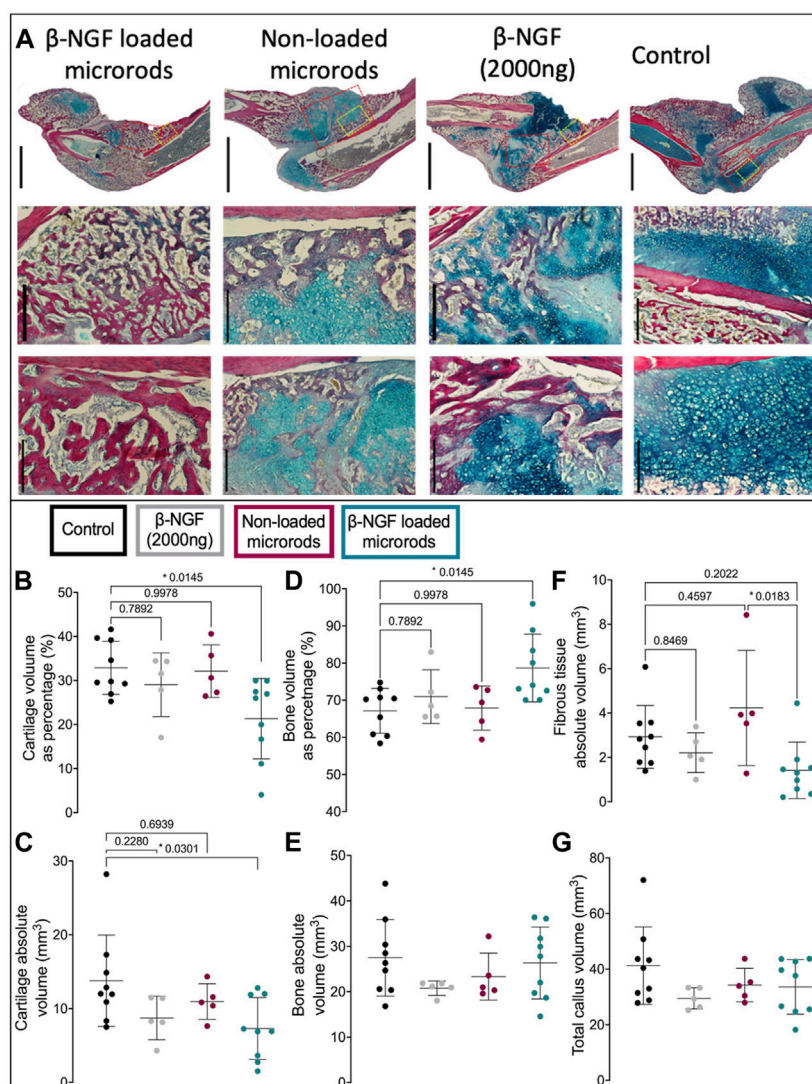 A
β-NGF loaded
microrods
Non-loaded
microrods
β-NGF
(2000ng)
Control
Control
β-NGF
(2000ng)
Non-loaded
microrods
β-NGF loaded
microrods
B
* 0.0145
0.9978
0.7892
Cartilage voluume
as percentage (%)
50
40
30
20
10
0
D
* 0.0145
0.9978
0.7892
Bone volume
as percetnage (%)
100
90
80
70
60
50
40
F
0.2022
0.4597
* 0.0183
0.8469
Fibrous tissue
absolute volume (mm³)
10
8
6
4
2
0
C
0.6939
0.2280
* 0.0301
Cartilage absolute
volume (mm³)
30
20
10
0
E
Bone absolute
volume (mm³)
50
40
30
20
10
0
G
Total callus volume (mm³)
80
60
40
20
0